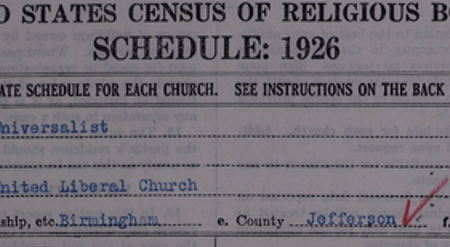 D STATES CENSUS OF RELIGIOUS BO
SCHEDULE: 1926
ATE SCHEDULE FOR EACH CHURCH. SEE INSTRUCTIONS ON THE BACK
niversalist
nited Liberal Church
ship, etc. Birmingham e. County Jefferson f.